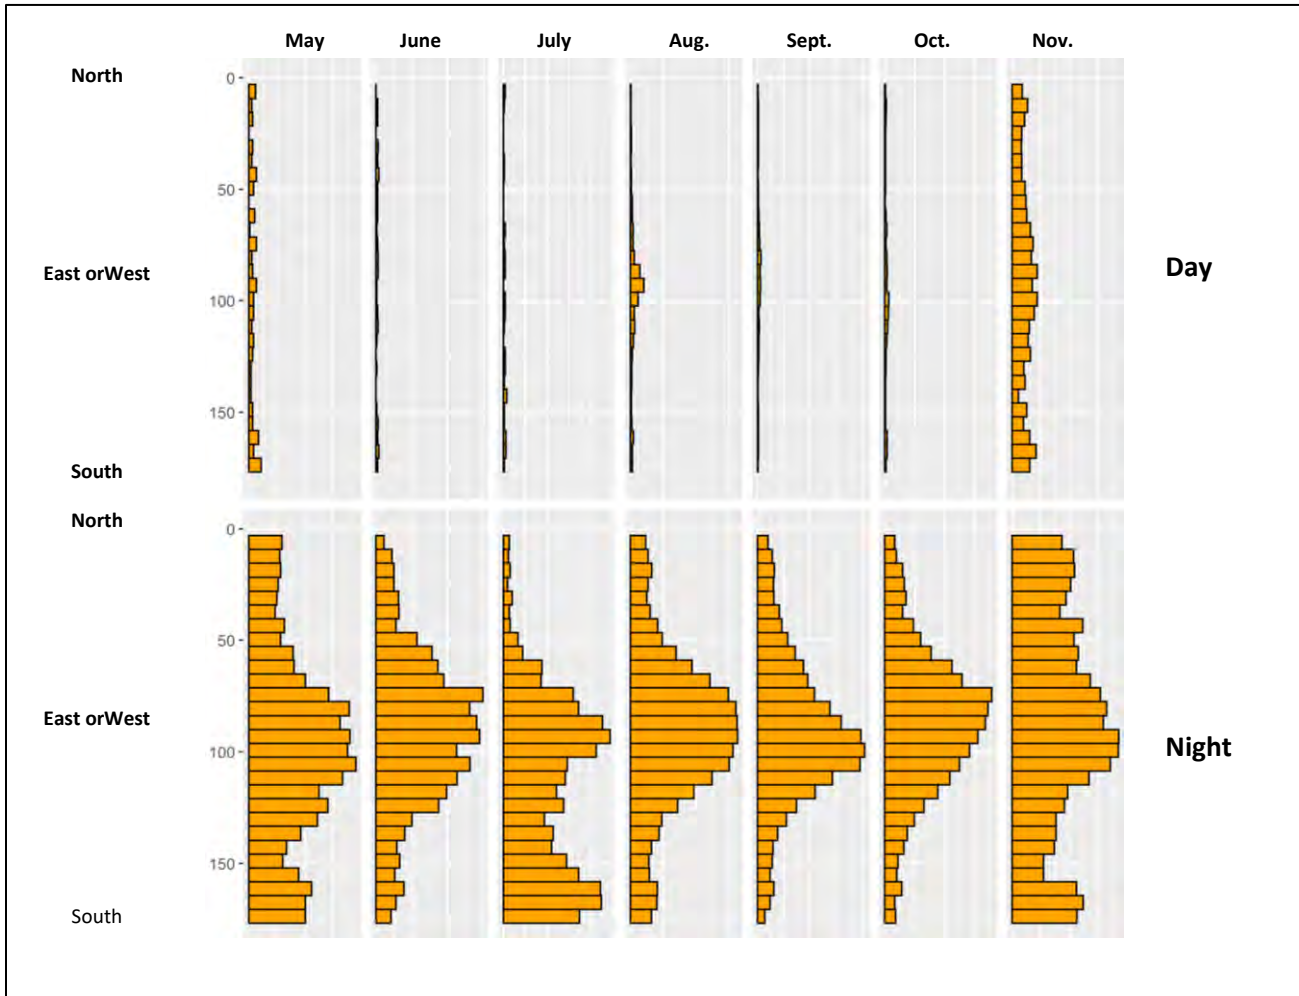 May June July Aug. Sept. Oct. Nov.
North
0
50
East orWest
100
150
South
Day
North
0
50
East orWest
100
150
South
Night